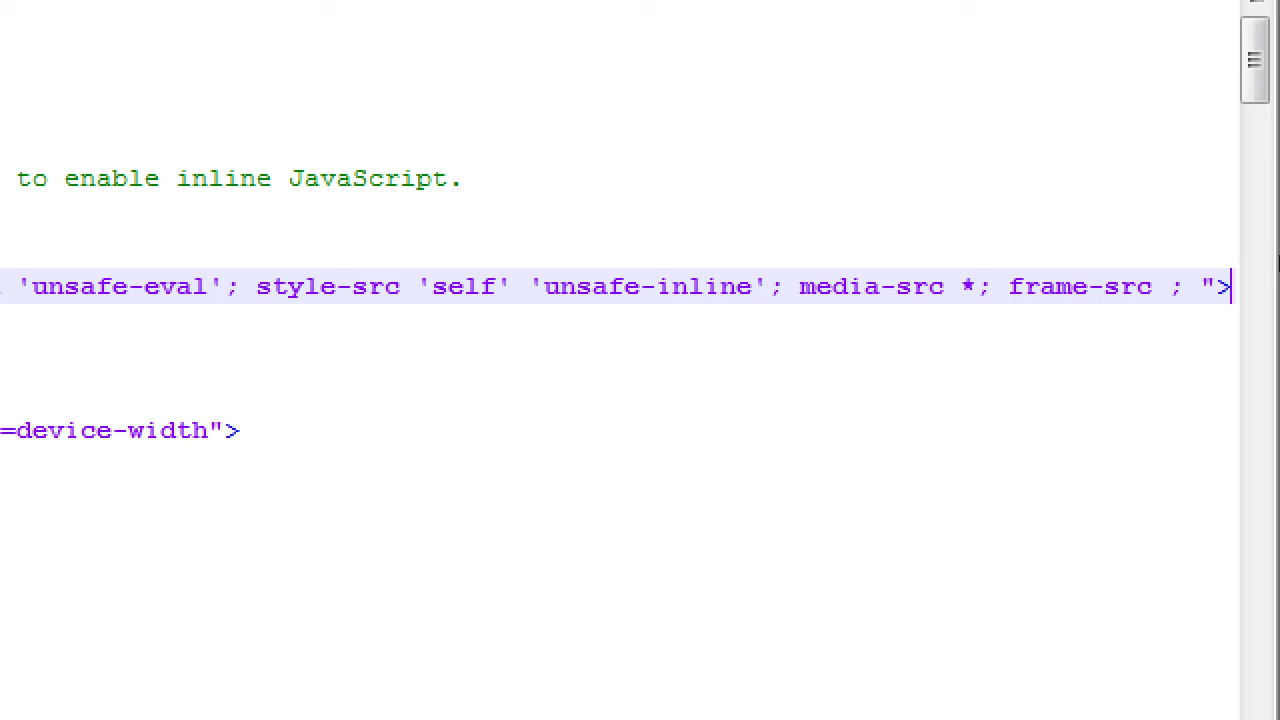 to enable inline JavaScript.
'unsafe-eval'; style-src 'self' 'unsafe-inline'; media-src *; frame-src ; ">
=device-width">